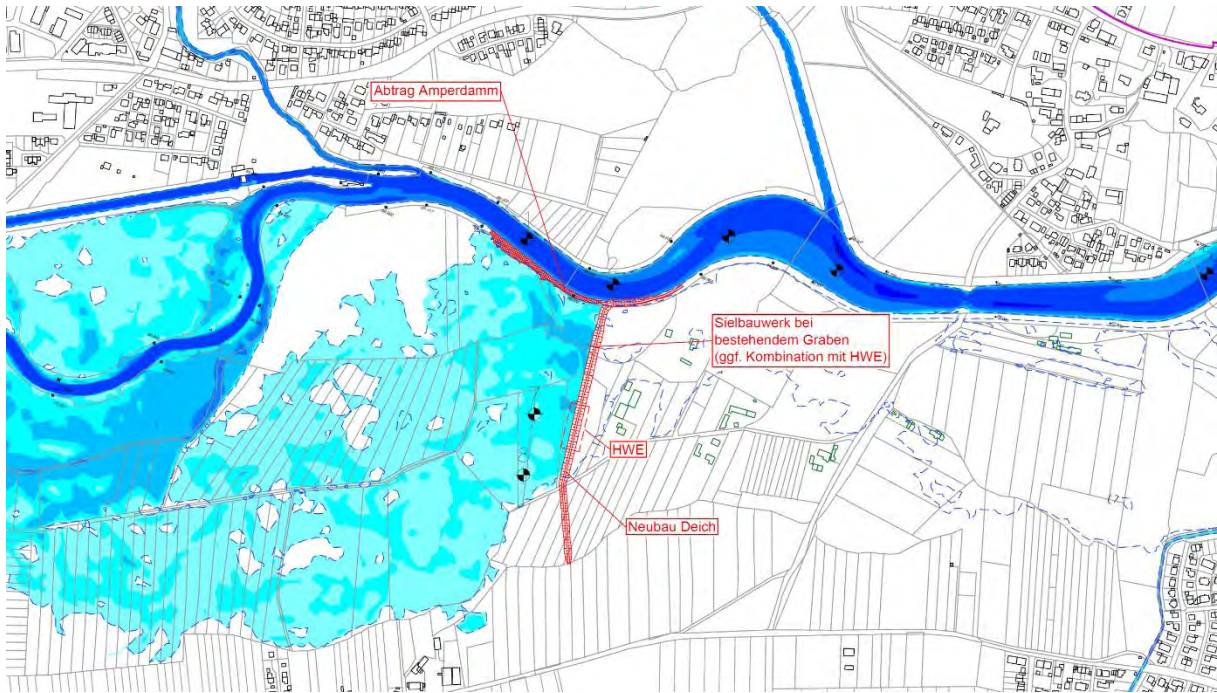 Abtrag Amperdamm
Sielbauwerk bei
bestehendem Graben
(ggf. Kombination mit HWE)
HWE
Neubau Deich